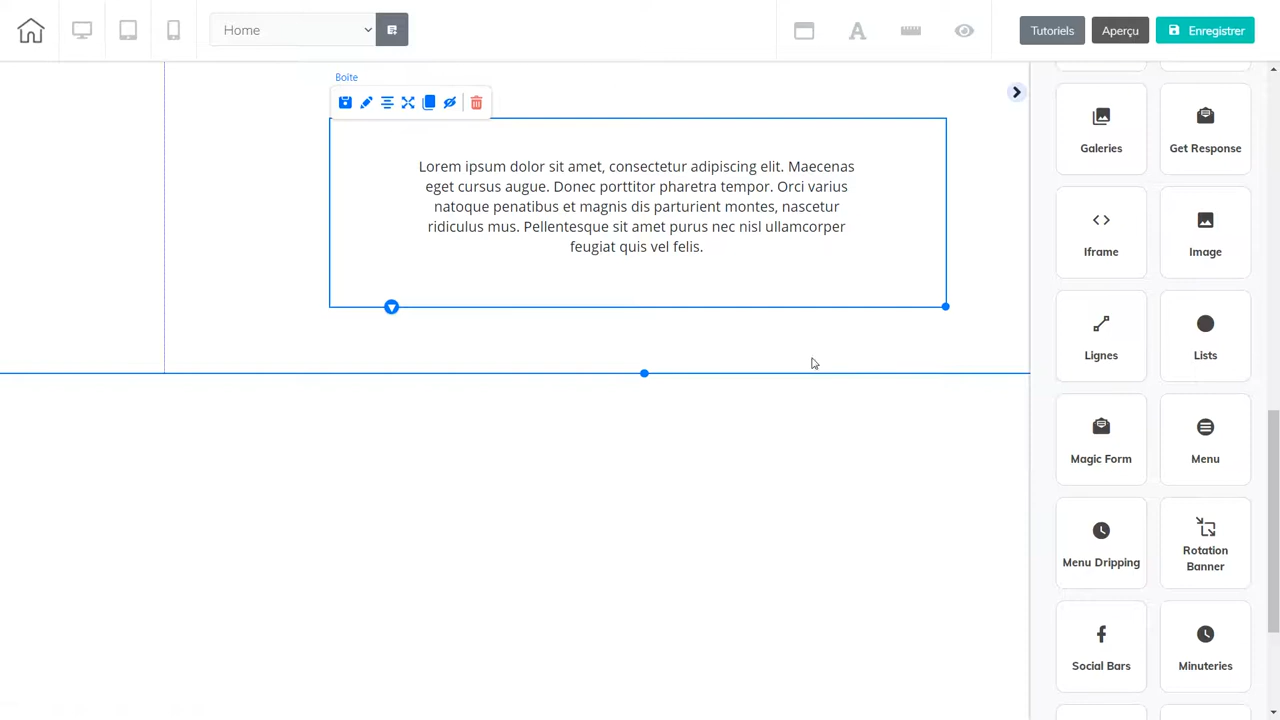 Home
Tutoriels
Aperçu
Enregistrer
Boite
Lorem ipsum dolor sit amet, consectetur adipiscing elit. Maecenas
eget cursus augue. Donec porttitor pharetra tempor. Orci varius
natoque penatibus et magnis dis parturient montes, nascetur
ridiculus mus. Pellentesque sit amet purus nec nisl ullamcorper
feugiat quis vel felis.
Galeries
Get Response
Iframe
Image
Lignes
Lists
Magic Form
Menu
Menu Dripping
Rotation
Banner
Social Bars
Minuteries